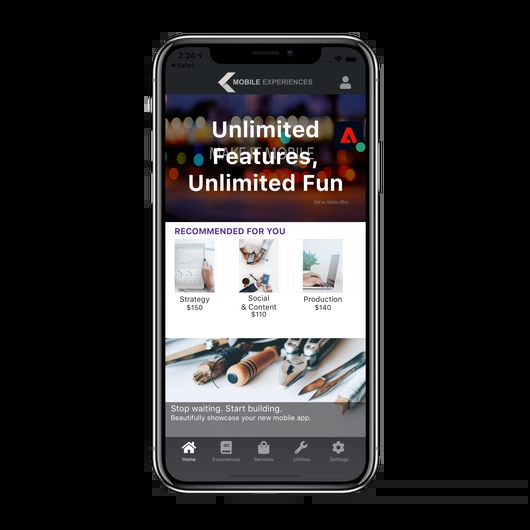 2:24
Safari
MOBILE EXPERIENCES
Unlimited
MAKE IT MOBILE
Features,
Unlimited Fun
Not an Adobe offer
RECOMMENDED FOR YOU
Strategy
$150
Social
& Content
$110
Production
$140
Stop waiting. Start building.
Beautifully showcase your new mobile app.
Home
Experiences
Services
Utilities
Settings